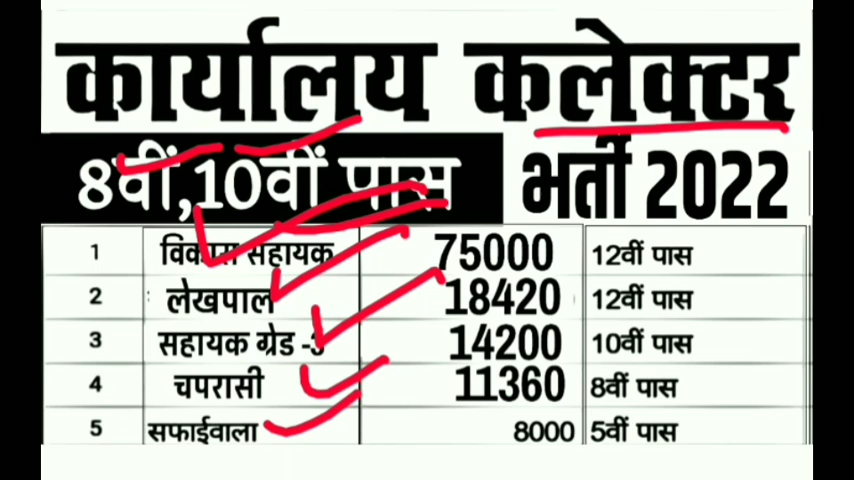 कार्यालय कलेक्टर
8वीं,10वीं पास भर्ती 2022
1 विकास सहायक 75000 12वीं पास
2 लेखपाल 18420 12वीं पास
3 सहायक ग्रेड -3 14200 10वीं पास
4 चपरासी 11360 8वीं पास
5 सफाईवाला 8000 5वीं पास